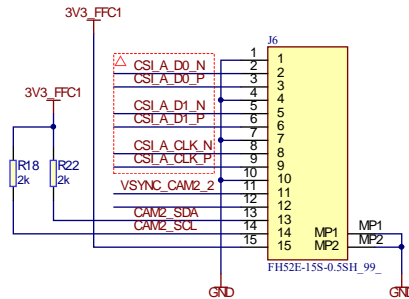 3V3_FFC1
J6
1 1
CSI_A_D0_N 2 2
CSI_A_D0_P 3 3
4 4
3V3_FFC1
CSI_A_D1_N 5 5
CSI_A_D1_P 6 6
7 7
CSI_A_CLK_N 8 8
R18 R22 CSI_A_CLK_P 9 9
2k 2k 10 10
VSYNC_CAM2_2 11 11
12 12
CAM2_SDA 13 13
CAM2_SCL 14 14 MP1 MP1
15 15 MP2 MP2
FH52E-15S-0.5SH_99_
GND GND